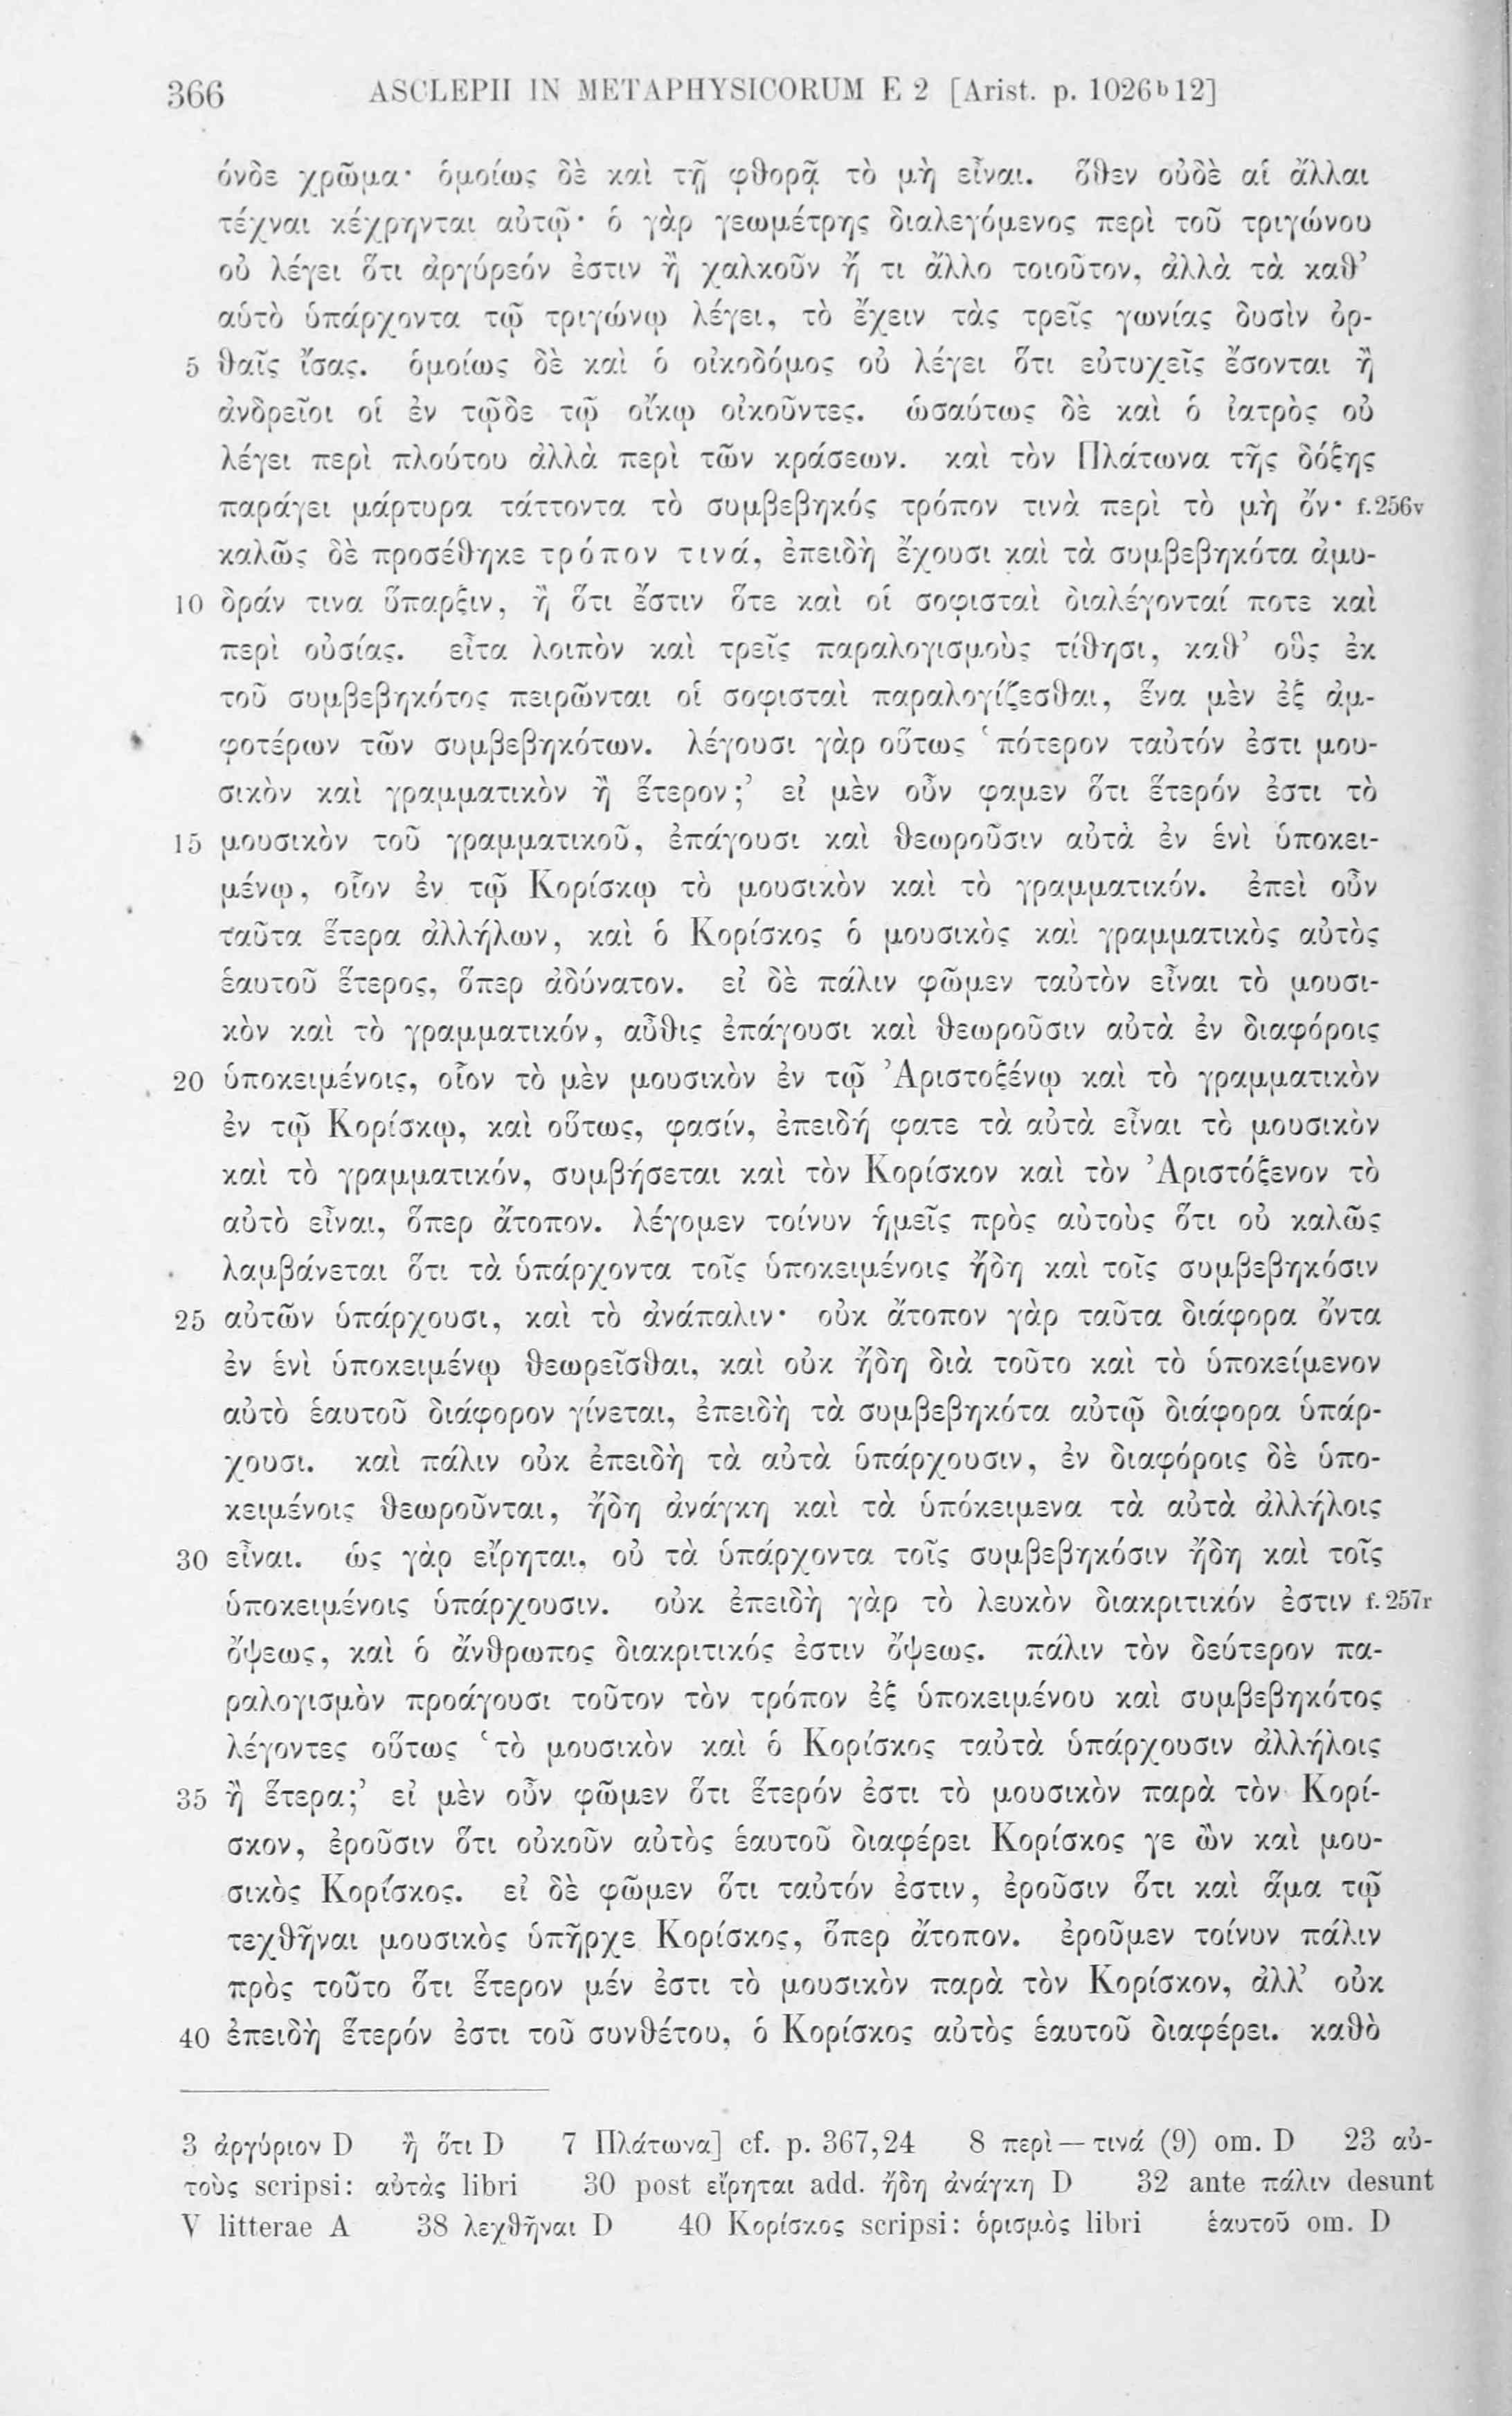 366 ASCLEPII IN METAPHYSICORUM E 2 [Arist. p. 1026ᵇ12]
όνδε χρῶμα· ὁμοίως δὲ καὶ τῇ φθορᾷ τὸ μὴ εἶναι. ὅθεν οὐδὲ αἱ ἄλλαι
τέχναι κέχρηνται αὐτῷ· ὁ γὰρ γεωμέτρης διαλεγόμενος περὶ τοῦ τριγώνου
οὐ λέγει ὅτι ἀργύρεόν ἐστιν ἢ χαλκοῦν ἤ τι ἄλλο τοιοῦτον, ἀλλὰ τὰ καθ’
αὑτὸ ὑπάρχοντα τῷ τριγώνῳ λέγει, τὸ ἔχειν τὰς τρεῖς γωνίας δυσὶν ὀρ-
5 θαῖς ἴσας. ὁμοίως δὲ καὶ ὁ οἰκοδόμος οὐ λέγει ὅτι εὐτυχεῖς ἔσονται ἢ
ἀνδρεῖοι οἱ ἐν τῷδε τῷ οἴκῳ οἰκοῦντες. ὡσαύτως δὲ καὶ ὁ ἰατρὸς οὐ
λέγει περὶ πλούτου ἀλλὰ περὶ τῶν κράσεων. καὶ τὸν Πλάτωνα τῆς δόξης
παράγει μάρτυρα τάττοντα τὸ συμβεβηκός τρόπον τινὰ περὶ τὸ μὴ ὄν· f.256v
καλῶς δὲ προσέθηκε τρόπον τινά, ἐπειδὴ ἔχουσι καὶ τὰ συμβεβηκότα ἀμυ-
10 δράν τινα ὕπαρξιν, ἢ ὅτι ἔστιν ὅτε καὶ οἱ σοφισταὶ διαλέγονταί ποτε καὶ
περὶ οὐσίας. εἶτα λοιπὸν καὶ τρεῖς παραλογισμοὺς τίθησι, καθ’ οὓς ἐκ
τοῦ συμβεβηκότος πειρῶνται οἱ σοφισταὶ παραλογίζεσθαι, ἕνα μὲν ἐξ ἀμ-
φοτέρων τῶν συμβεβηκότων. λέγουσι γὰρ οὕτως ‘πότερον ταὐτόν ἐστι μου-
σικὸν καὶ γραμματικὸν ἢ ἕτερον;’ εἰ μὲν οὖν φαμεν ὅτι ἕτερόν ἐστι τὸ
15 μουσικὸν τοῦ γραμματικοῦ, ἐπάγουσι καὶ θεωροῦσιν αὐτὰ ἐν ἑνὶ ὑποκει-
μένῳ, οἷον ἐν τῷ Κορίσκῳ τὸ μουσικὸν καὶ τὸ γραμματικόν. ἐπεὶ οὖν
ταῦτα ἕτερα ἀλλήλων, καὶ ὁ Κορίσκος ὁ μουσικὸς καὶ γραμματικὸς αὐτὸς
ἑαυτοῦ ἕτερος, ὅπερ ἀδύνατον. εἰ δὲ πάλιν φῶμεν ταὐτὸν εἶναι τὸ μουσι-
κὸν καὶ τὸ γραμματικόν, αὖθις ἐπάγουσι καὶ θεωροῦσιν αὐτὰ ἐν διαφόροις
20 ὑποκειμένοις, οἷον τὸ μὲν μουσικὸν ἐν τῷ Ἀριστοξένῳ καὶ τὸ γραμματικὸν
ἐν τῷ Κορίσκῳ, καὶ οὕτως, φασίν, ἐπειδή φατε τὰ αὐτὰ εἶναι τὸ μουσικὸν
καὶ τὸ γραμματικόν, συμβήσεται καὶ τὸν Κορίσκον καὶ τὸν Ἀριστόξενον τὸ
αὐτὸ εἶναι, ὅπερ ἄτοπον. λέγομεν τοίνυν ἡμεῖς πρὸς αὐτοὺς ὅτι οὐ καλῶς
λαμβάνεται ὅτι τὰ ὑπάρχοντα τοῖς ὑποκειμένοις ἤδη καὶ τοῖς συμβεβηκόσιν
25 αὐτῶν ὑπάρχουσι, καὶ τὸ ἀνάπαλιν· οὐκ ἄτοπον γὰρ ταῦτα διάφορα ὄντα
ἐν ἑνὶ ὑποκειμένῳ θεωρεῖσθαι, καὶ οὐκ ἤδη διὰ τοῦτο καὶ τὸ ὑποκείμενον
αὐτὸ ἑαυτοῦ διάφορον γίνεται, ἐπειδὴ τὰ συμβεβηκότα αὐτῷ διάφορα ὑπάρ-
χουσι. καὶ πάλιν οὐκ ἐπειδὴ τὰ αὐτὰ ὑπάρχουσιν, ἐν διαφόροις δὲ ὑπο-
κειμένοις θεωροῦνται, ἤδη ἀνάγκη καὶ τὰ ὑπόκειμενα τὰ αὐτὰ ἀλλήλοις
30 εἶναι. ὡς γὰρ εἴρηται, οὐ τὰ ὑπάρχοντα τοῖς συμβεβηκόσιν ἤδη καὶ τοῖς
ὑποκειμένοις ὑπάρχουσιν. οὐκ ἐπειδὴ γὰρ τὸ λευκὸν διακριτικόν ἐστιν f.257r
ὄψεως, καὶ ὁ ἄνθρωπος διακριτικός ἐστιν ὄψεως. πάλιν τὸν δεύτερον πα-
ραλογισμὸν προάγουσι τοῦτον τὸν τρόπον ἐξ ὑποκειμένου καὶ συμβεβηκότος
λέγοντες οὕτως ‘τὸ μουσικὸν καὶ ὁ Κορίσκος ταὐτὰ ὑπάρχουσιν ἀλλήλοις
35 ἢ ἕτερα;’ εἰ μὲν οὖν φῶμεν ὅτι ἕτερόν ἐστι τὸ μουσικὸν παρὰ τὸν Κορί-
σκον, ἐροῦσιν ὅτι οὐκοῦν αὐτὸς ἑαυτοῦ διαφέρει Κορίσκος γε ὢν καὶ μου-
σικὸς Κορίσκος. εἰ δὲ φῶμεν ὅτι ταὐτόν ἐστιν, ἐροῦσιν ὅτι καὶ ἅμα τῷ
τεχθῆναι μουσικὸς ὑπῆρχε Κορίσκος, ὅπερ ἄτοπον. ἐροῦμεν τοίνυν πάλιν
πρὸς τοῦτο ὅτι ἕτερον μέν ἐστι τὸ μουσικὸν παρὰ τὸν Κορίσκον, ἀλλ’ οὐκ
40 ἐπειδὴ ἕτερόν ἐστι τοῦ συνθέτου, ὁ Κορίσκος αὐτὸς ἑαυτοῦ διαφέρει. καθὸ
3 ἀργύριον D ἢ ὅτι D 7 Πλάτωνα] cf. p. 367,24 8 περὶ — τινά (9) om. D 23 αὐ-
τοὺς scripsi: αὐτὰς libri 30 post εἴρηται add. ἤδη ἀνάγκη D 32 ante πάλιν desunt
V litterae A 38 λεχθῆναι D 40 Κορίσκος scripsi: ὁρισμὸς libri ἑαυτοῦ om. D